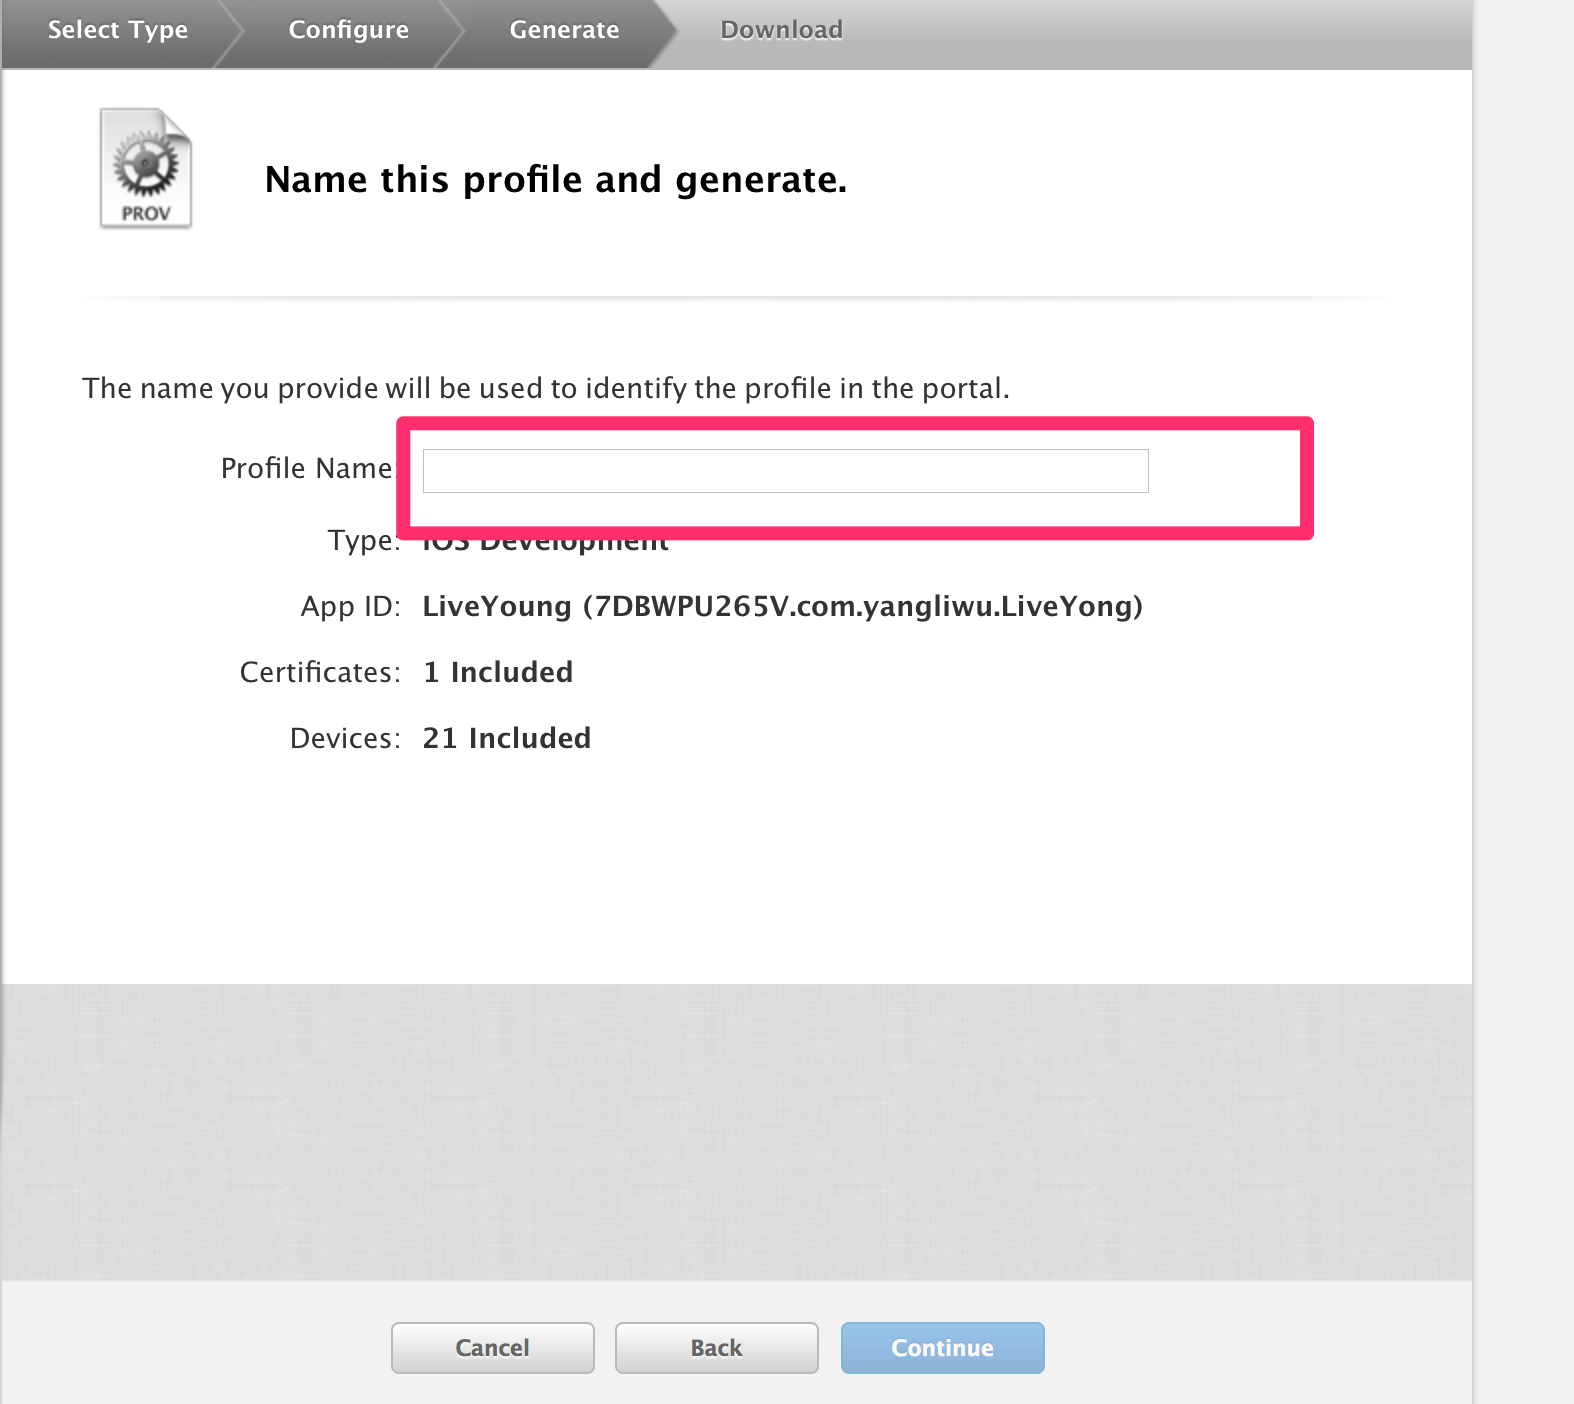 Select Type Configure Generate Download
PROV
Name this profile and generate.
The name you provide will be used to identify the profile in the portal.
Profile Name:
Type: iOS Development
App ID: LiveYoung (7DBWPU265V.com.yangliwu.LiveYong)
Certificates: 1 Included
Devices: 21 Included
Cancel Back Continue